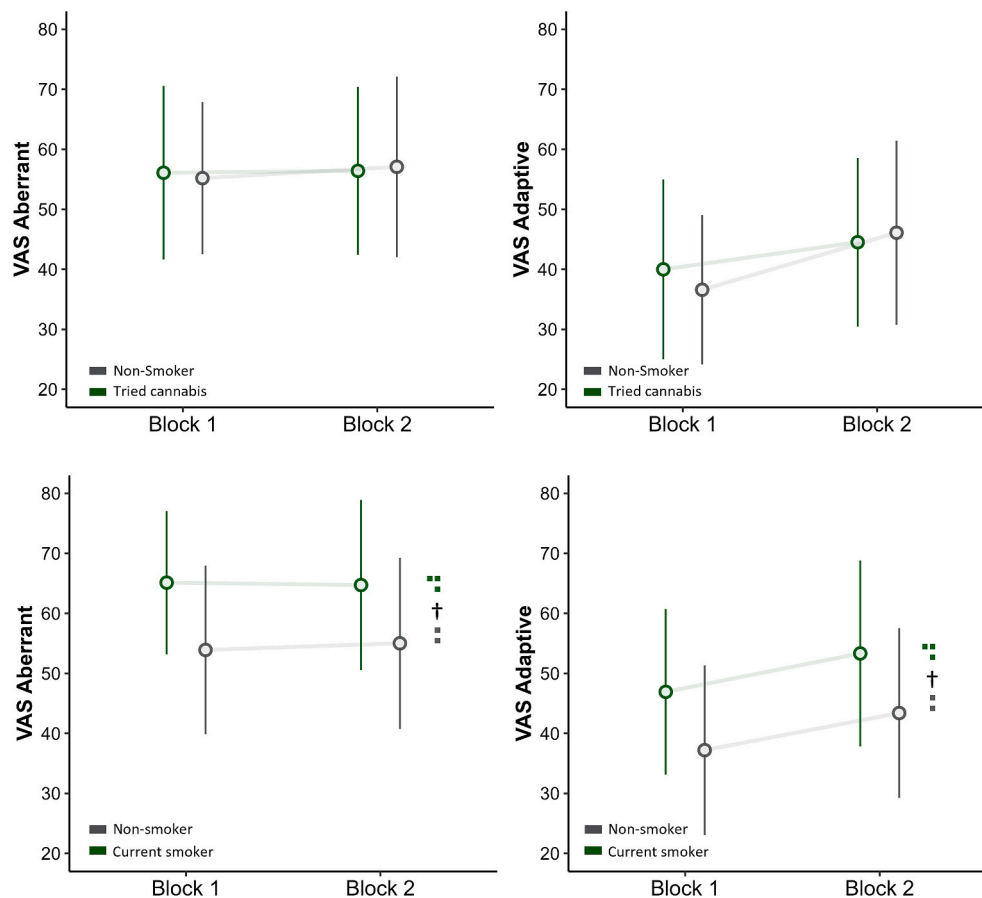 VAS Aberrant
80
70
60
50
40
30
20
Non-Smoker
Tried cannabis
Block 1 Block 2
VAS Adaptive
80
70
60
50
40
30
20
Non-Smoker
Tried cannabis
Block 1 Block 2
VAS Aberrant
80
70
60
50
40
30
20
†
Non-smoker
Current smoker
Block 1 Block 2
VAS Adaptive
80
70
60
50
40
30
20
†
Non-smoker
Current smoker
Block 1 Block 2